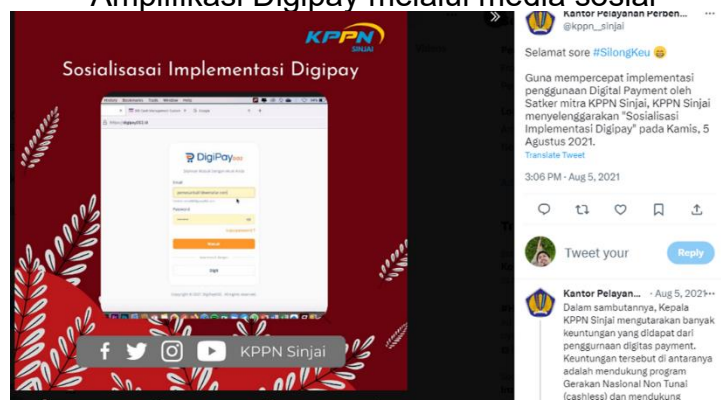 Amplifikasi Digipay melalui media sosial
KPPN
SINJAI
Sosialisasai Implementasi Digipay
DigiPay
Email
Password
Kantor Pelayanan Perben...
@kppn_sinjai
Selamat sore #SilongKeu
Guna mempercepat implementasi
penggunaan Digital Payment oleh
Satker mitra KPPN Sinjai, KPPN Sinjai
menyelenggarakan "Sosialisasi
Implementasi Digipay" pada Kamis, 5
Agustus 2021.
Translate Tweet
3:06 PM · Aug 5, 2021
Tweet your
Reply
Kantor Pelayan... · Aug 5, 2021
Dalam sambutannya, Kepala
KPPN Sinjai mengutarakan banyak
keuntungan yang didapat dari
penggunaan digitas payment.
Keuntungan tersebut di antaranya
adalah mendukung program
Gerakan Nasional Non Tunai
(cashless) dan mendukung
KPPN Sinjai